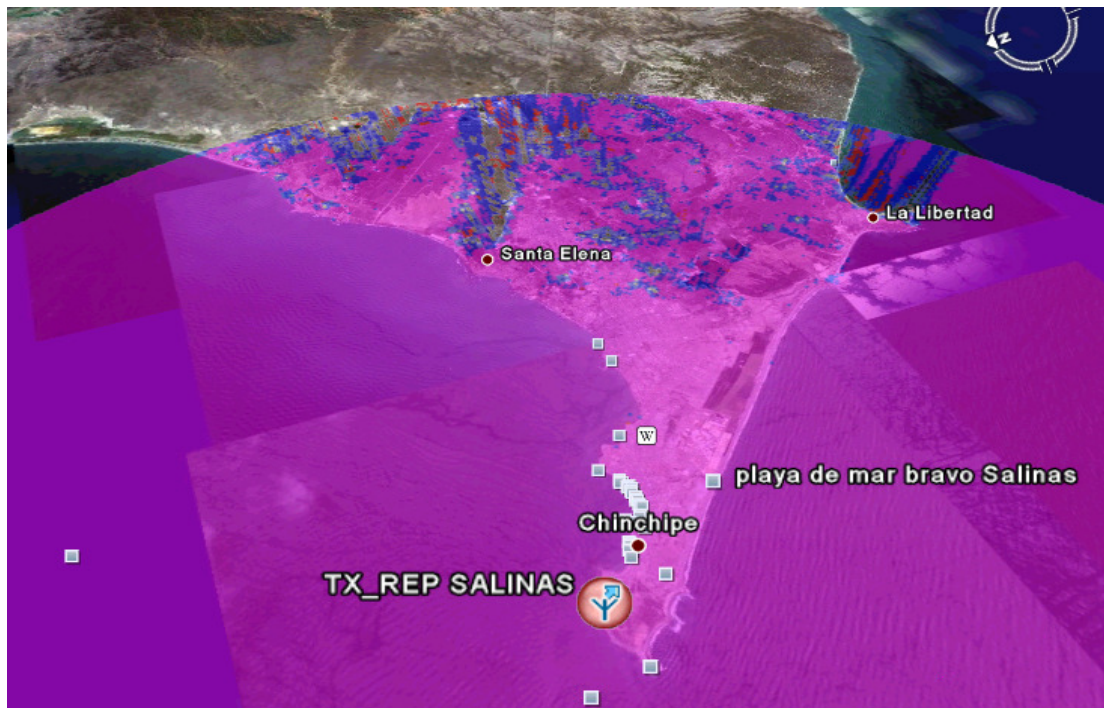 N
La Libertad
Santa Elena
W
playa de mar bravo Salinas
Chinchipe
TX_REP SALINAS